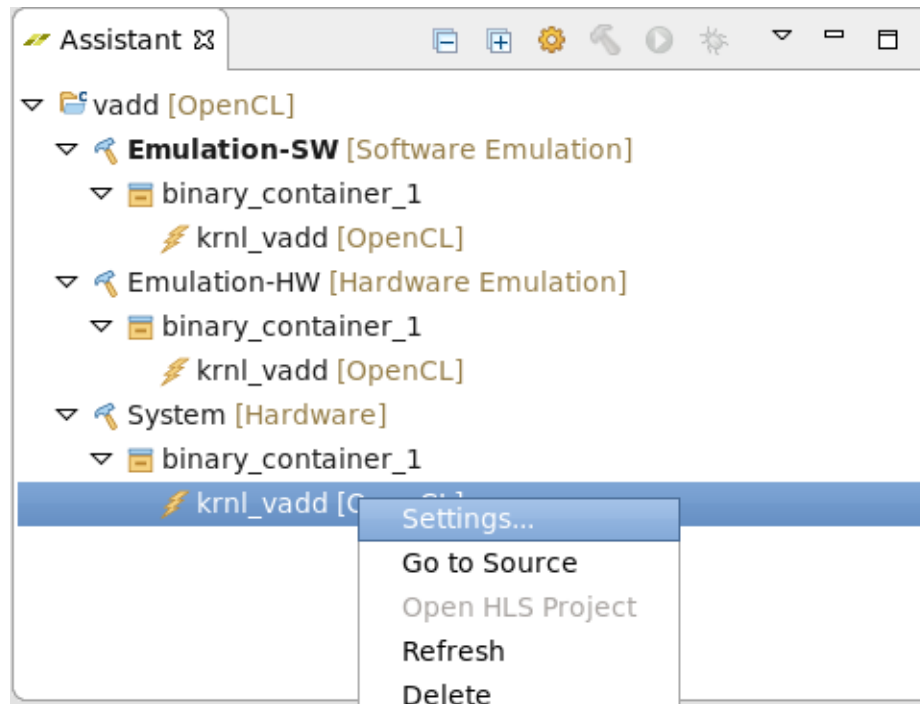 Assistant
vadd [OpenCL]
Emulation-SW [Software Emulation]
binary_container_1
krnl_vadd [OpenCL]
Emulation-HW [Hardware Emulation]
binary_container_1
krnl_vadd [OpenCL]
System [Hardware]
binary_container_1
krnl_vadd [OpenCL]
Settings...
Go to Source
Open HLS Project
Refresh
Delete